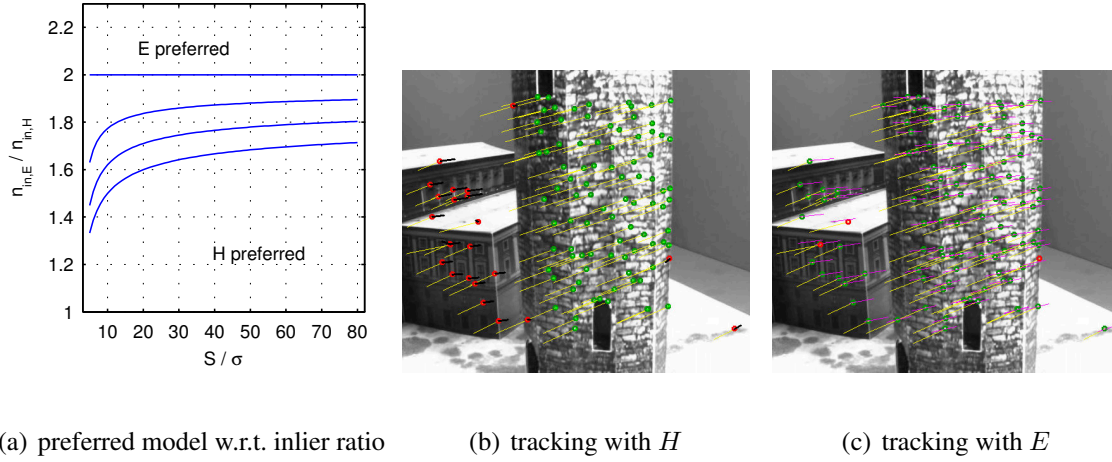 2.2
2
1.8
1.6
1.4
1.2
1
n_in,E / n_in,H
E preferred
H preferred
10 20 30 40 50 60 70 80
S / σ
(a) preferred model w.r.t. inlier ratio
(b) tracking with H
(c) tracking with E